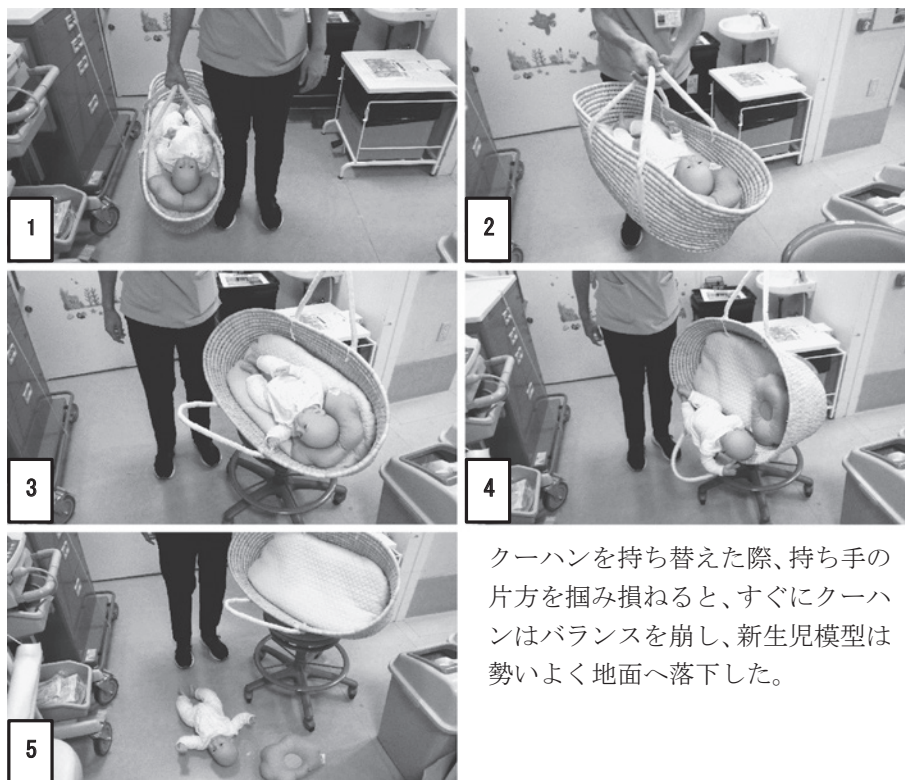 1
2
3
4
5
クーハンを持ち替えた際、持ち手の
片方を掴み損ねると、すぐにクーハ
ンはバランスを崩し、新生児模型は
勢いよく地面へ落下した。